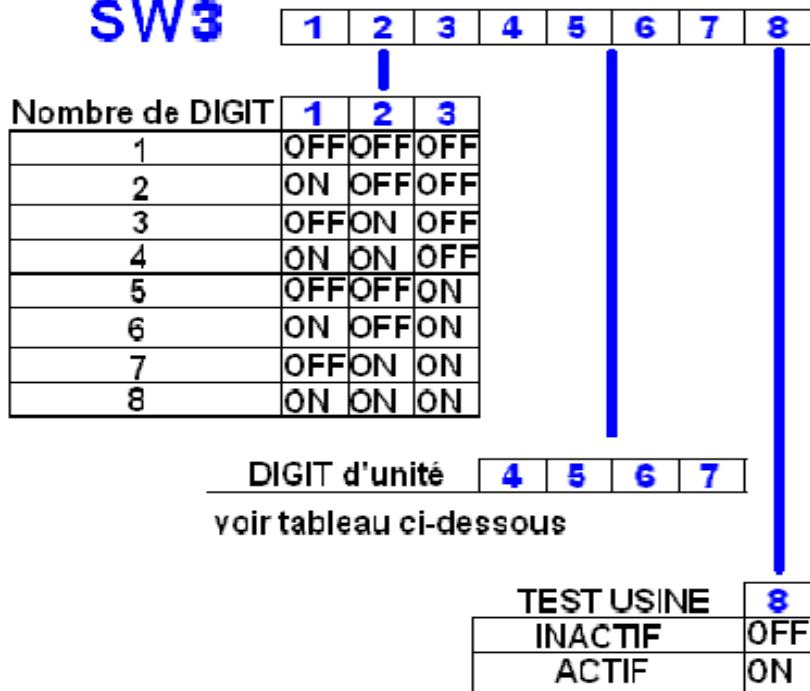 SW3 1 2 3 4 5 6 7 8
Nombre de DIGIT 1 2 3
1 OFF OFF OFF
2 ON OFF OFF
3 OFF ON OFF
4 ON ON OFF
5 OFF OFF ON
6 ON OFF ON
7 OFF ON ON
8 ON ON ON
DIGIT d'unité 4 5 6 7
voir tableau ci-dessous
TEST USINE 8
INACTIF OFF
ACTIF ON